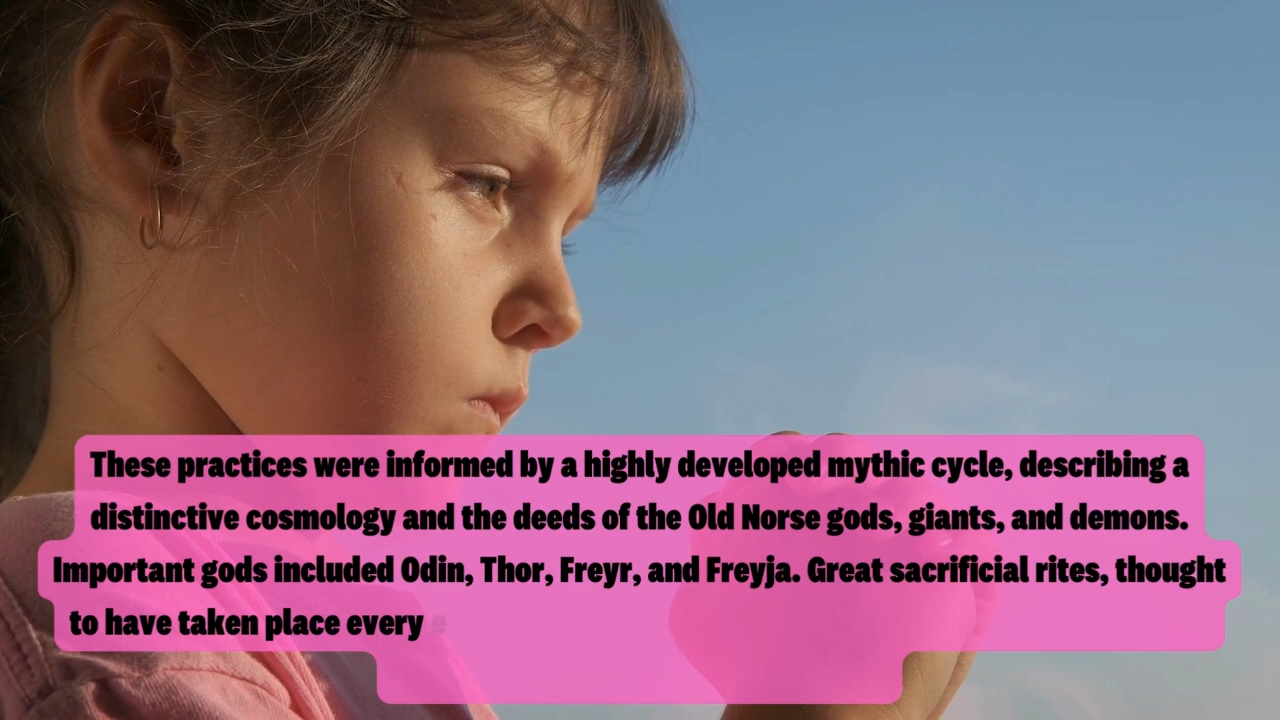 These practices were informed by a highly developed mythic cycle, describing a
distinctive cosmology and the deeds of the Old Norse gods, giants, and demons.
Important gods included Odin, Thor, Freyr, and Freyja. Great sacrificial rites, thought
to have taken place every